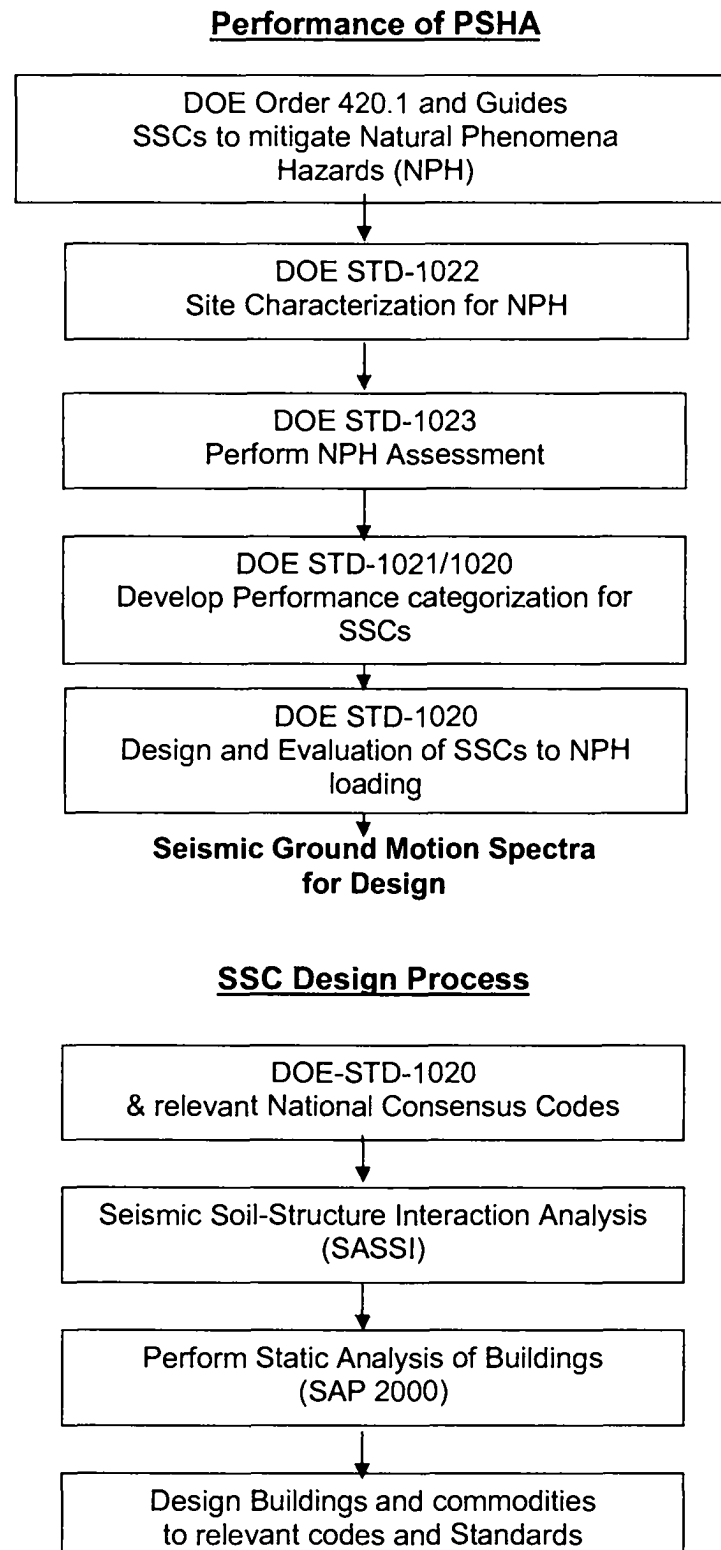 Performance of PSHA
DOE Order 420.1 and Guides
SSCs to mitigate Natural Phenomena
Hazards (NPH)
DOE STD-1022
Site Characterization for NPH
DOE STD-1023
Perform NPH Assessment
DOE STD-1021/1020
Develop Performance categorization for
SSCs
DOE STD-1020
Design and Evaluation of SSCs to NPH
loading
Seismic Ground Motion Spectra
for Design
SSC Design Process
DOE-STD-1020
& relevant National Consensus Codes
Seismic Soil-Structure Interaction Analysis
(SASSI)
Perform Static Analysis of Buildings
(SAP 2000)
Design Buildings and commodities
to relevant codes and Standards